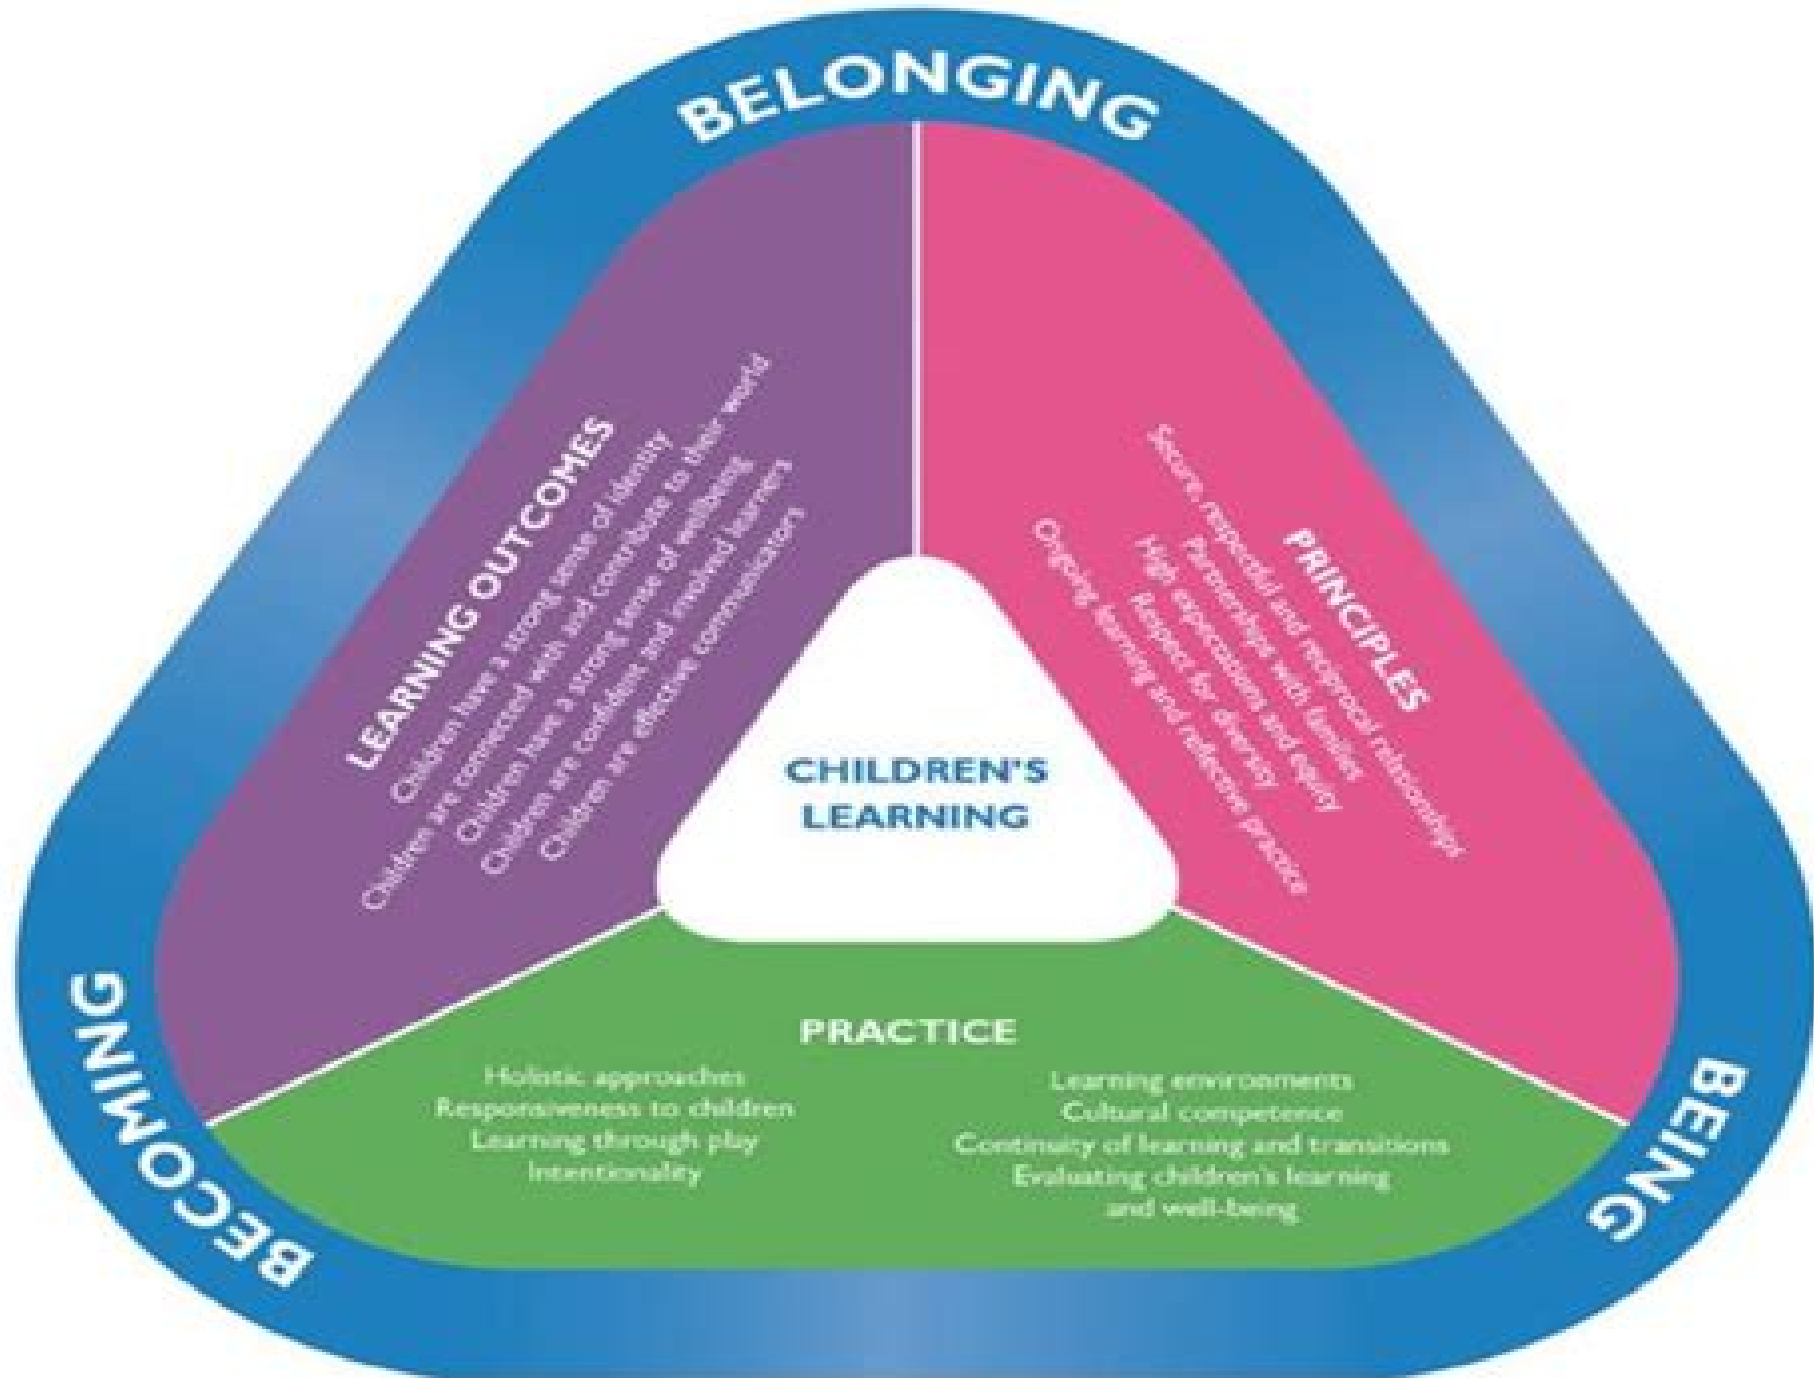 BELONGING
LEARNING OUTCOMES
Children have a strong sense of identity
Children are connected with and contribute to their world
Children have a strong sense of wellbeing
Children are confident and involved learners
Children are effective communicators
PRINCIPLES
Secure, respectful and reciprocal relationships
Partnerships with families
High expectations and equity
Respect for diversity
Ongoing learning and reflective practice
CHILDREN'S
LEARNING
PRACTICE
Holistic approaches
Responsiveness to children
Learning through play
Intentionality
Learning environments
Cultural competence
Continuity of learning and transitions
Evaluating children's learning
and well-being
BECOMING
BEING